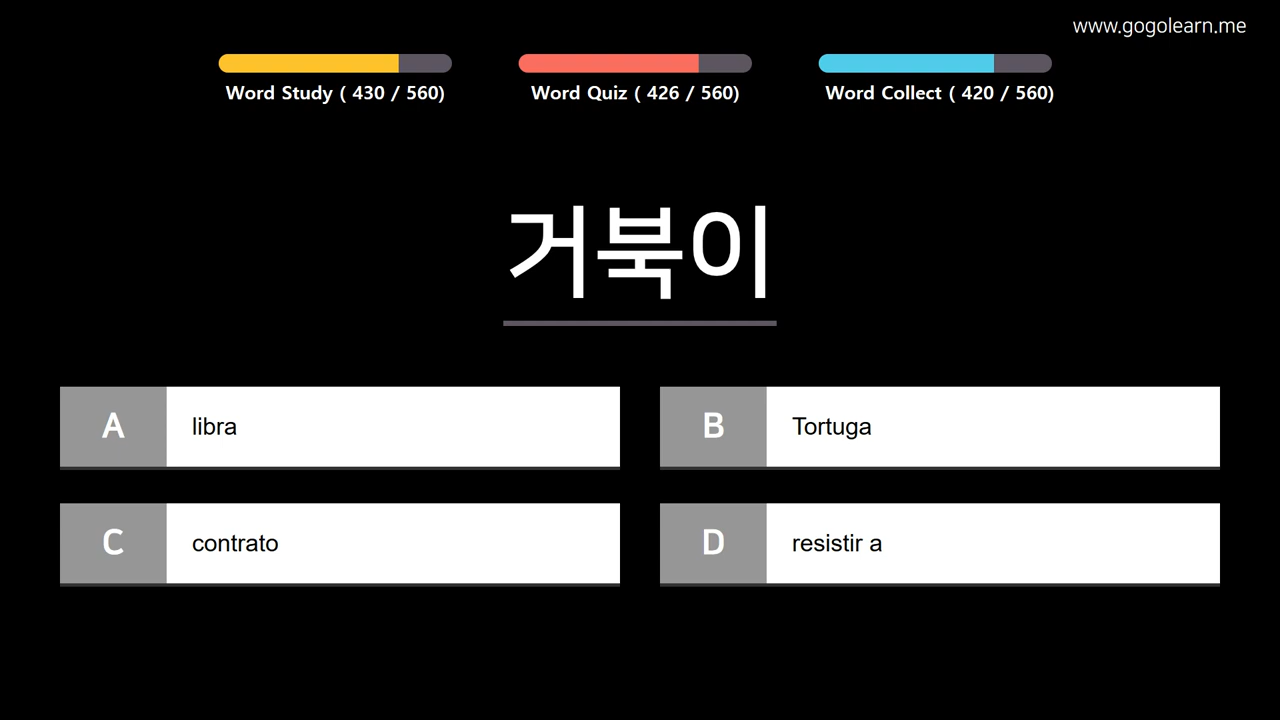 www.gogolearn.me
Word Study ( 430 / 560)
Word Quiz ( 426 / 560)
Word Collect ( 420 / 560)
거북이
A libra
B Tortuga
C contrato
D resistir a